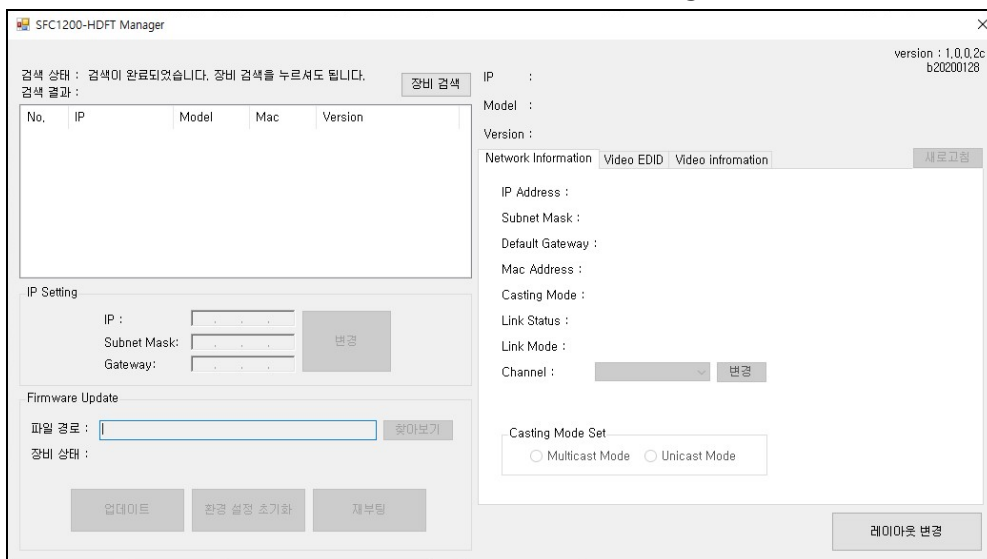 SFC1200-HDFT Manager
version : 1,0,0,2c
b20200128
검색 상태 : 검색이 완료되었습니다, 장비 검색을 누르셔도 됩니다,
검색 결과 :
장비 검색
No, IP Model Mac Version
IP Setting
IP :
Subnet Mask:
Gateway:
변경
Firmware Update
파일 경로 :
찾아보기
장비 상태 :
업데이트 환경 설정 초기화 재부팅
IP :
Model :
Version :
Network Information Video EDID Video infromation 새로고침
IP Address :
Subnet Mask :
Default Gateway :
Mac Address :
Casting Mode :
Link Status :
Link Mode :
Channel : 변경
Casting Mode Set
Multicast Mode Unicast Mode
레이아웃 변경